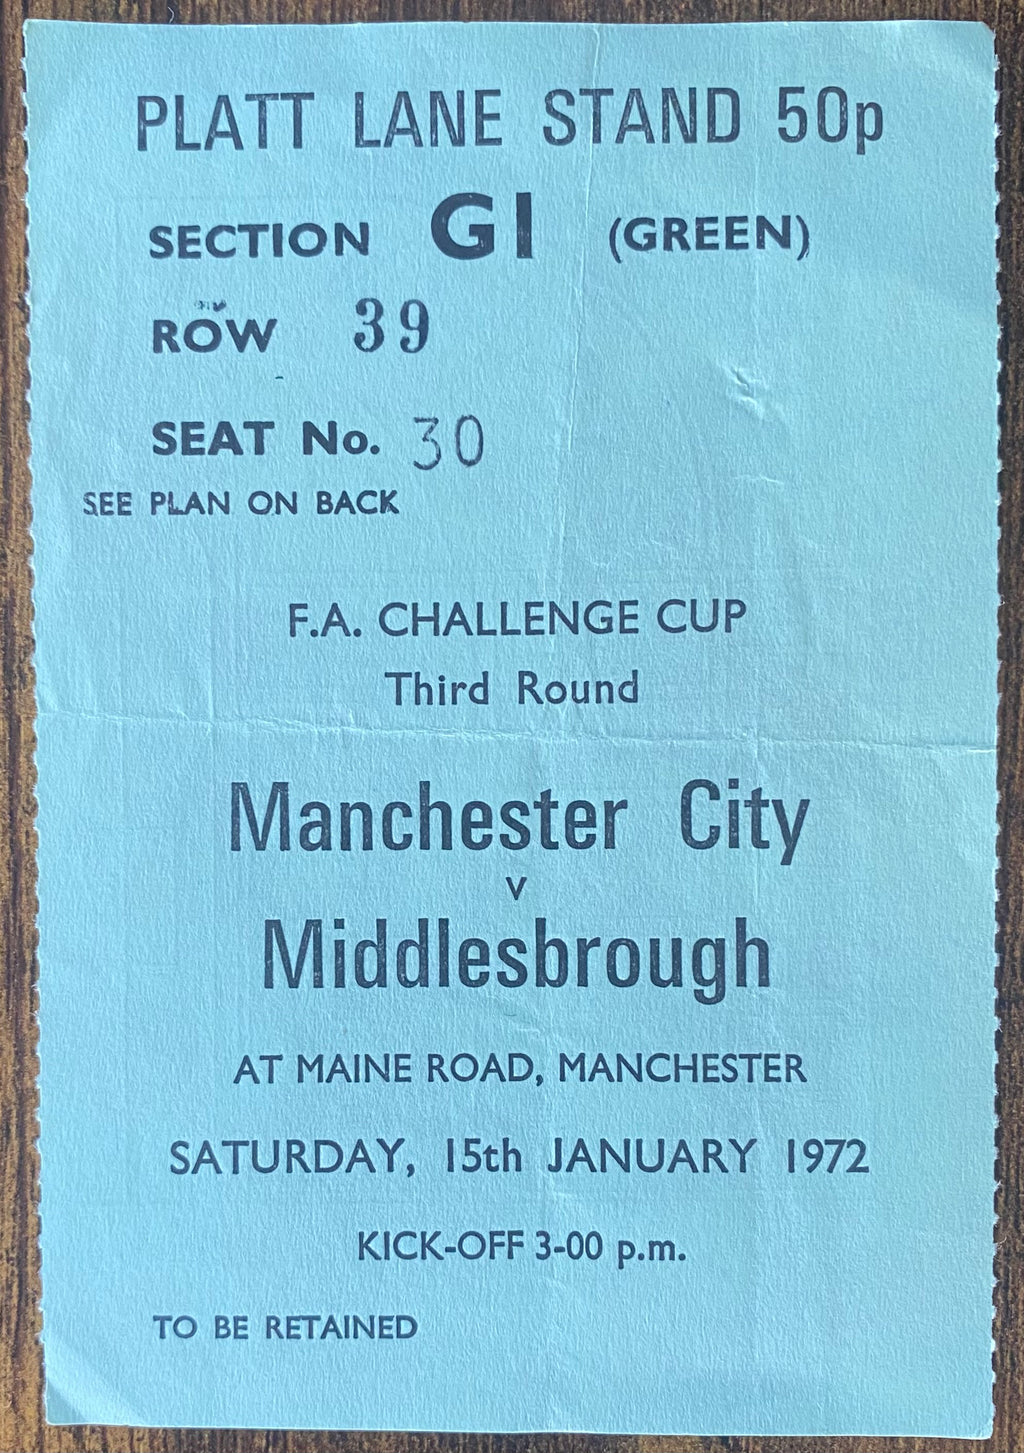 PLATT LANE STAND 50p
SECTION G1 (GREEN)
ROW 39
SEAT No. 30
SEE PLAN ON BACK
F.A. CHALLENGE CUP
Third Round
Manchester City
v
Middlesbrough
AT MAINE ROAD, MANCHESTER
SATURDAY, 15th JANUARY 1972
KICK-OFF 3-00 p.m.
TO BE RETAINED